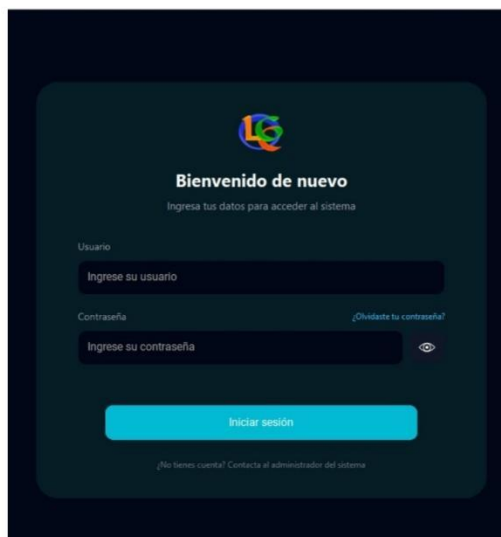 LG
Bienvenido de nuevo
Ingresa tus datos para acceder al sistema
Usuario
Ingrese su usuario
Contraseña ¿Olvidaste tu contraseña?
Ingrese su contraseña
Iniciar sesión
¿No tienes cuenta? Contacta al administrador del sistema